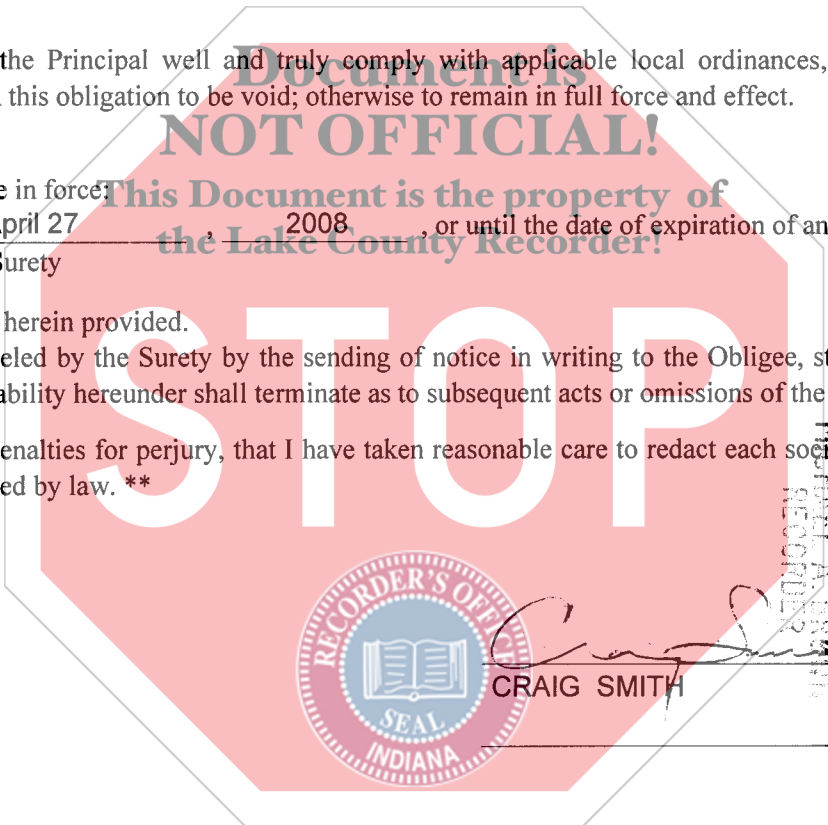 the Principal well and truly comply with applicable local ordinances,
Document is
this obligation to be void; otherwise to remain in full force and effect.
NOT OFFICIAL!
e in force:
This Document is the property of
April 27 , 2008 , or until the date of expiration of an
the Lake County Recorder!
Surety
herein provided.
eled by the Surety by the sending of notice in writing to the Obligee, st
ability hereunder shall terminate as to subsequent acts or omissions of the
STOP
enalties for perjury, that I have taken reasonable care to redact each soci
ed by law. **
RECORDER
RECORDER'S OFFICE
SEAL
INDIANA
Craig Smith
CRAIG SMITH